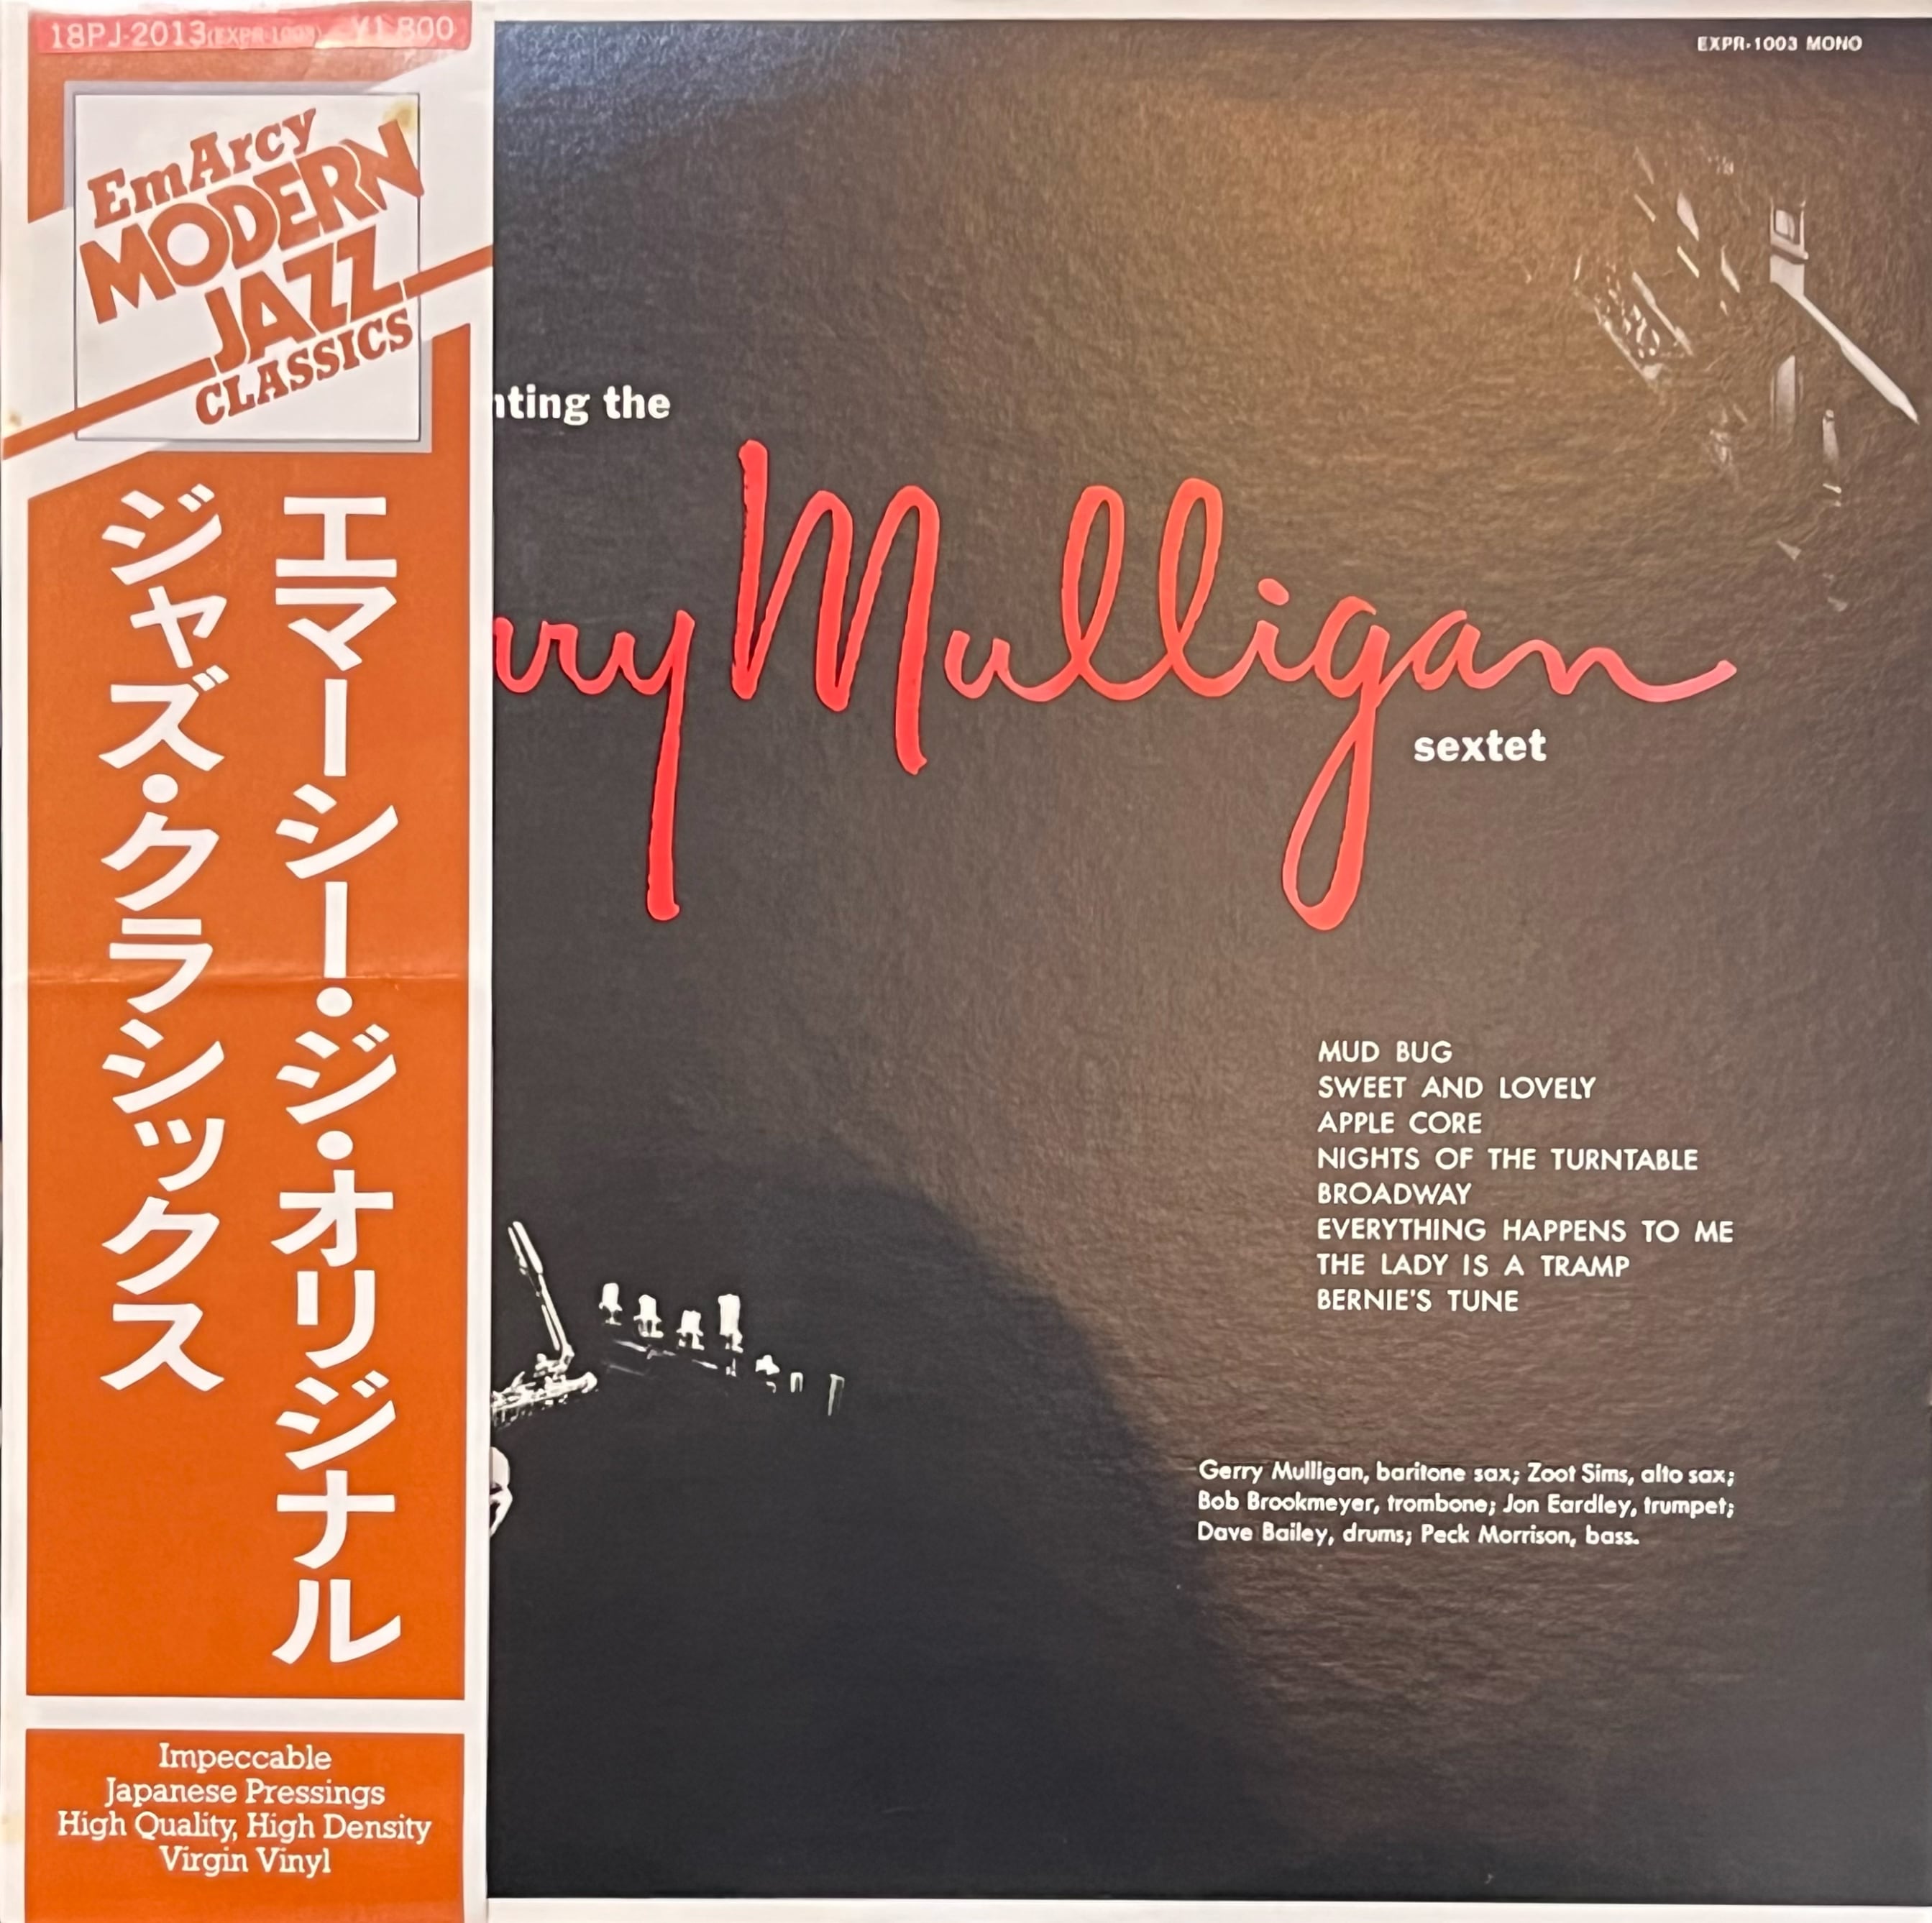 18PJ-2013(EXPR-1003) ¥1,800
EmArcy
MODERN
JAZZ
CLASSICS
エマーシー・ジ・オリジナル
ジャズ・クラシックス
Impeccable
Japanese Pressings
High Quality, High Density
Virgin Vinyl
EXPR-1003 MONO
nting the
rry Mulligan
sextet
MUD BUG
SWEET AND LOVELY
APPLE CORE
NIGHTS OF THE TURNTABLE
BROADWAY
EVERYTHING HAPPENS TO ME
THE LADY IS A TRAMP
BERNIE'S TUNE
Gerry Mulligan, baritone sax; Zoot Sims, alto sax;
Bob Brookmeyer, trombone; Jon Eardley, trumpet;
Dave Bailey, drums; Peck Morrison, bass.